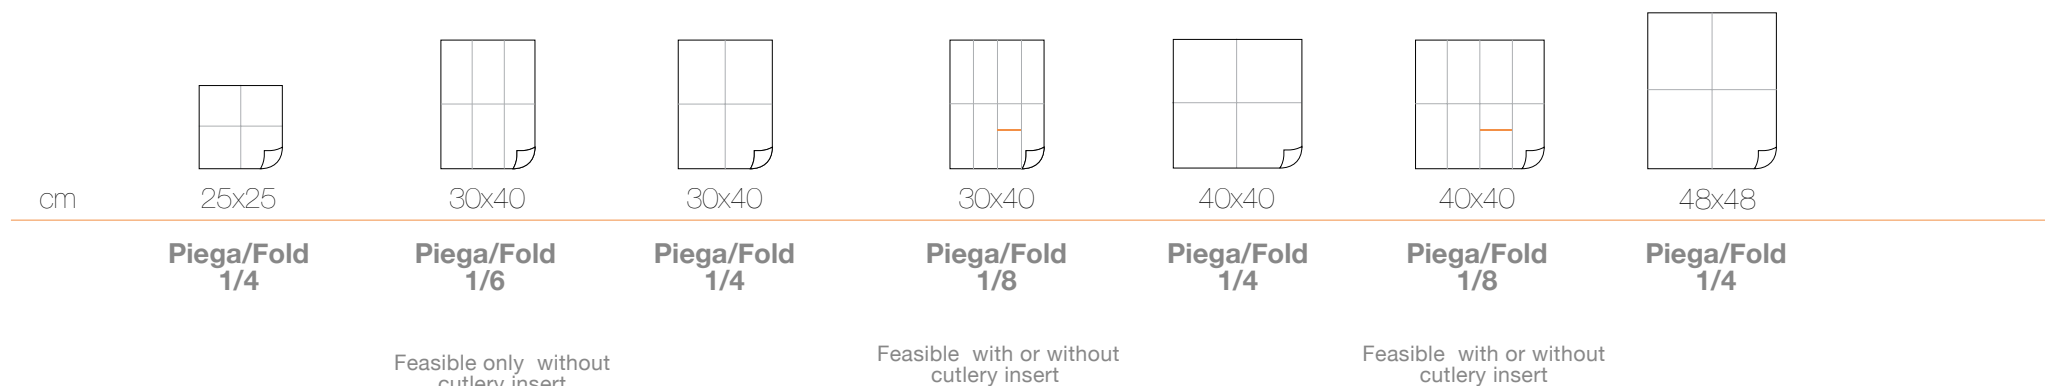 cm 25x25 30x40 30x40 30x40 40x40 40x40 48x48
Piega/Fold Piega/Fold Piega/Fold Piega/Fold Piega/Fold Piega/Fold Piega/Fold
1/4 1/6 1/4 1/8 1/4 1/8 1/4
Feasible only without
cutlery insert
Feasible with or without
cutlery insert
Feasible with or without
cutlery insert